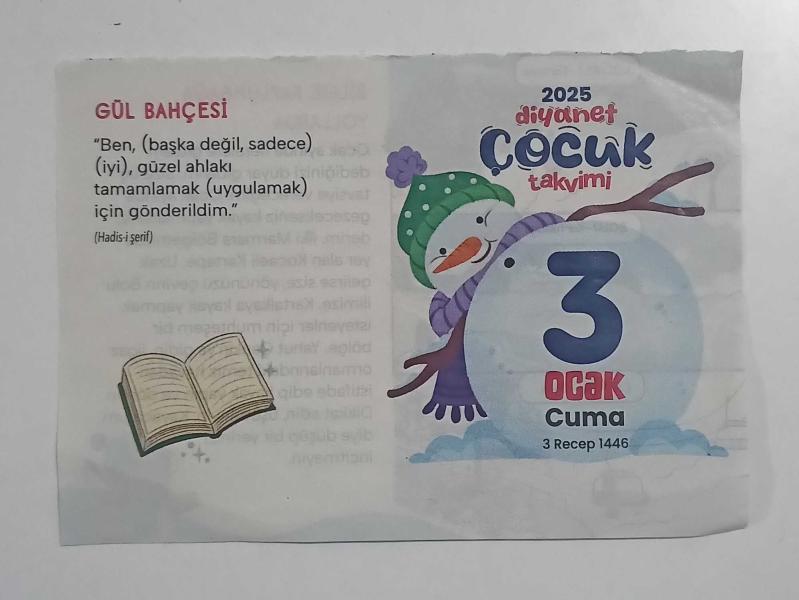 GÜL BAHÇESİ
“Ben, (başka değil, sadece)
(iyi), güzel ahlakı
tamamlamak (uygulamak)
için gönderildim.”
(Hadis-i şerif)
2025
diyanet
çocuk
takvimi
3
OCAK
Cuma
3 Recep 1446